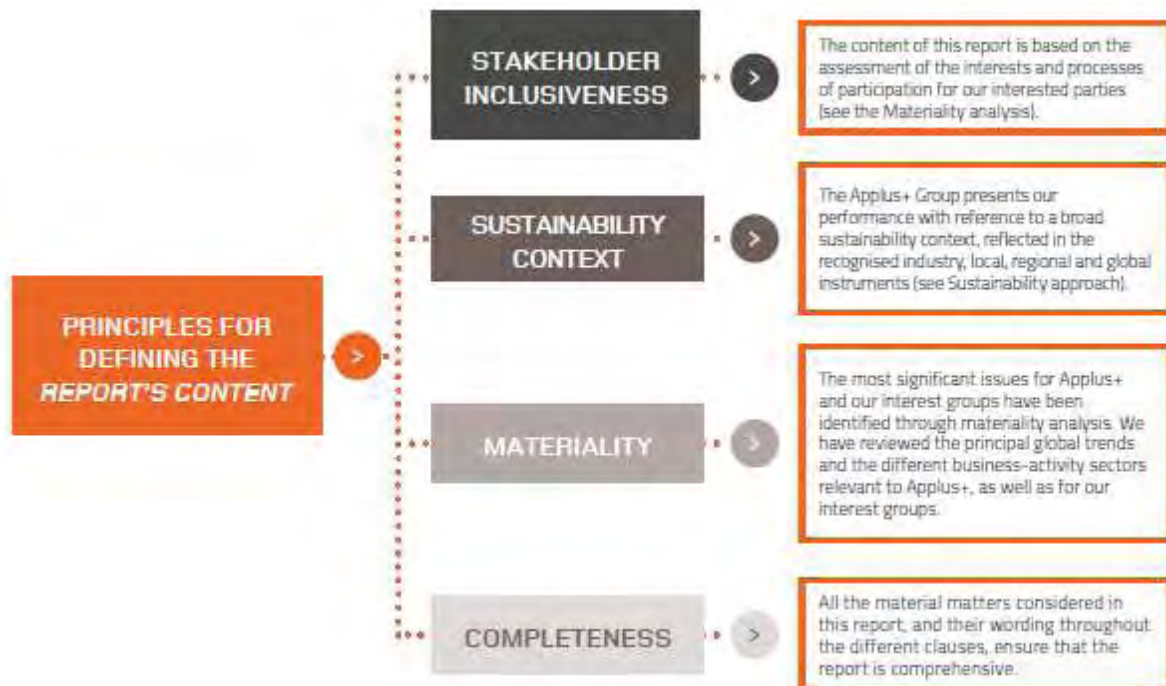 PRINCIPLES FOR
DEFINING THE
REPORT'S CONTENT
STAKEHOLDER
INCLUSIVENESS
The content of this report is based on the
assessment of the interests and processes
of participation for our interested parties
(see the Materiality analysis).
SUSTAINABILITY
CONTEXT
The Applus+ Group presents our
performance with reference to a broad
sustainability context, reflected in the
recognised industry, local, regional and global
instruments (see Sustainability approach).
MATERIALITY
The most significant issues for Applus+
and our interest groups have been
identified through materiality analysis. We
have reviewed the principal global trends
and the different business-activity sectors
relevant to Applus+, as well as for our
interest groups.
COMPLETENESS
All the material matters considered in
this report, and their wording throughout
the different clauses, ensure that the
report is comprehensive.